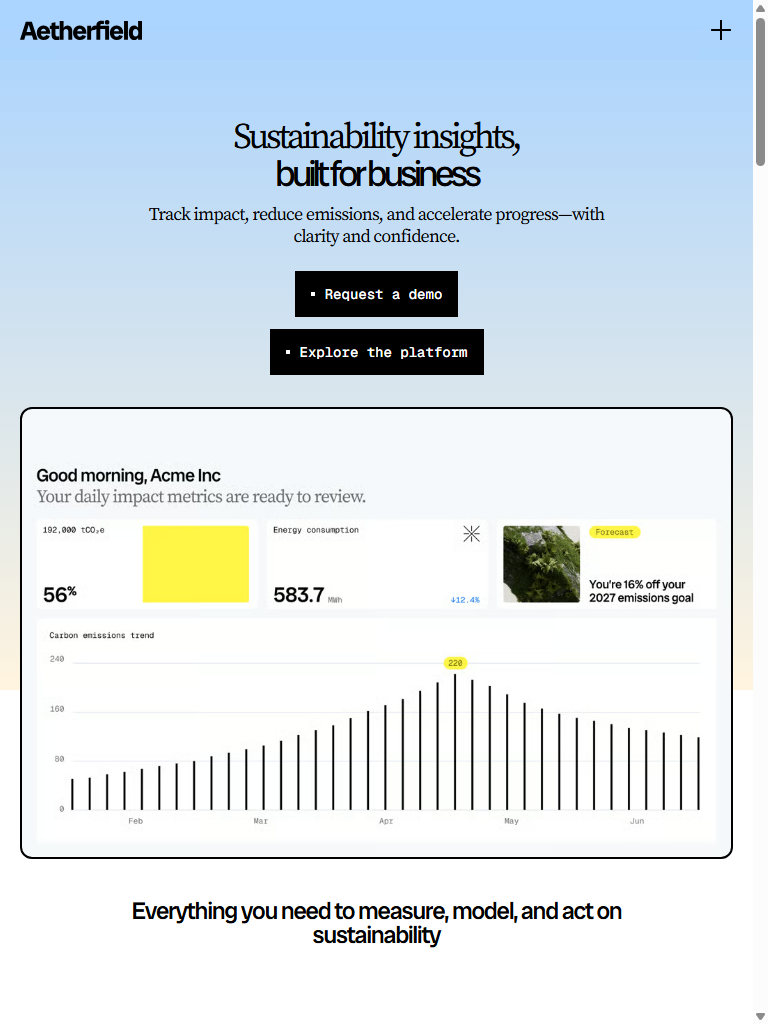 Aetherfield
Sustainability insights,
built for business
Track impact, reduce emissions, and accelerate progress—with
clarity and confidence.
Request a demo
Explore the platform
Good morning, Acme Inc
Your daily impact metrics are ready to review.
192,000 tCO₂e
56%
Energy consumption
583.7 MWh
↓12.4%
Forecast
You're 16% off your
2027 emissions goal
Carbon emissions trend
240
220
160
80
0
Feb Mar Apr May Jun
Everything you need to measure, model, and act on
sustainability